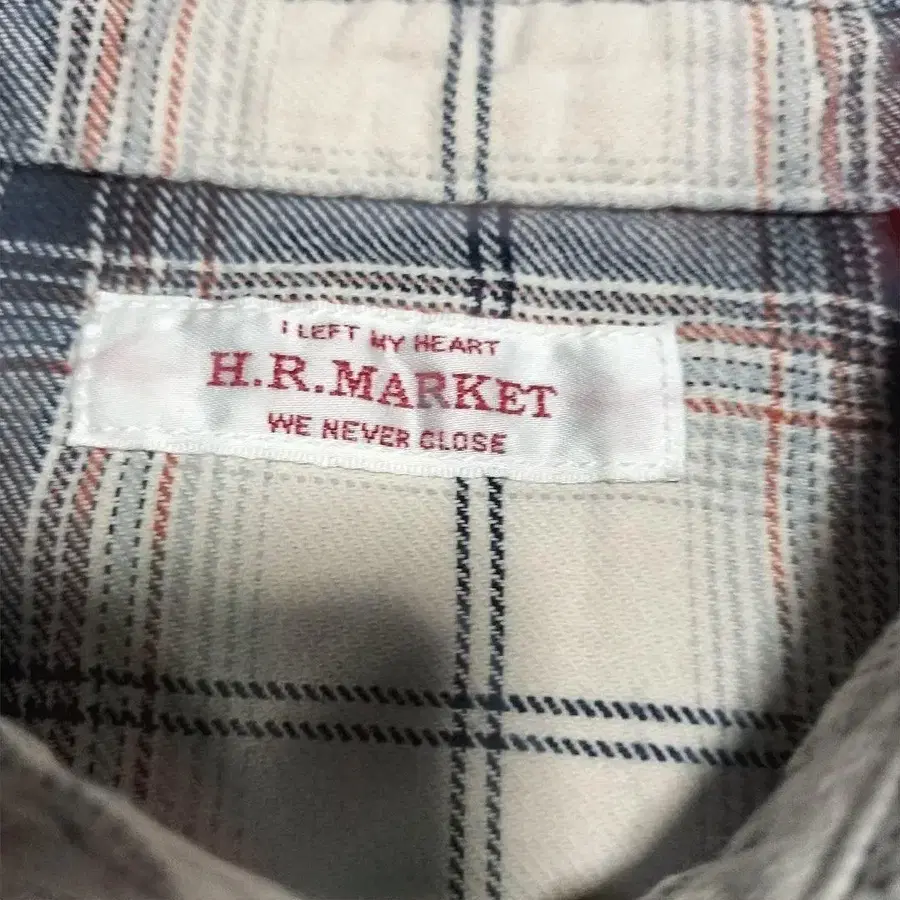 I LEFT MY HEART
H.R.MARKET
WE NEVER CLOSE